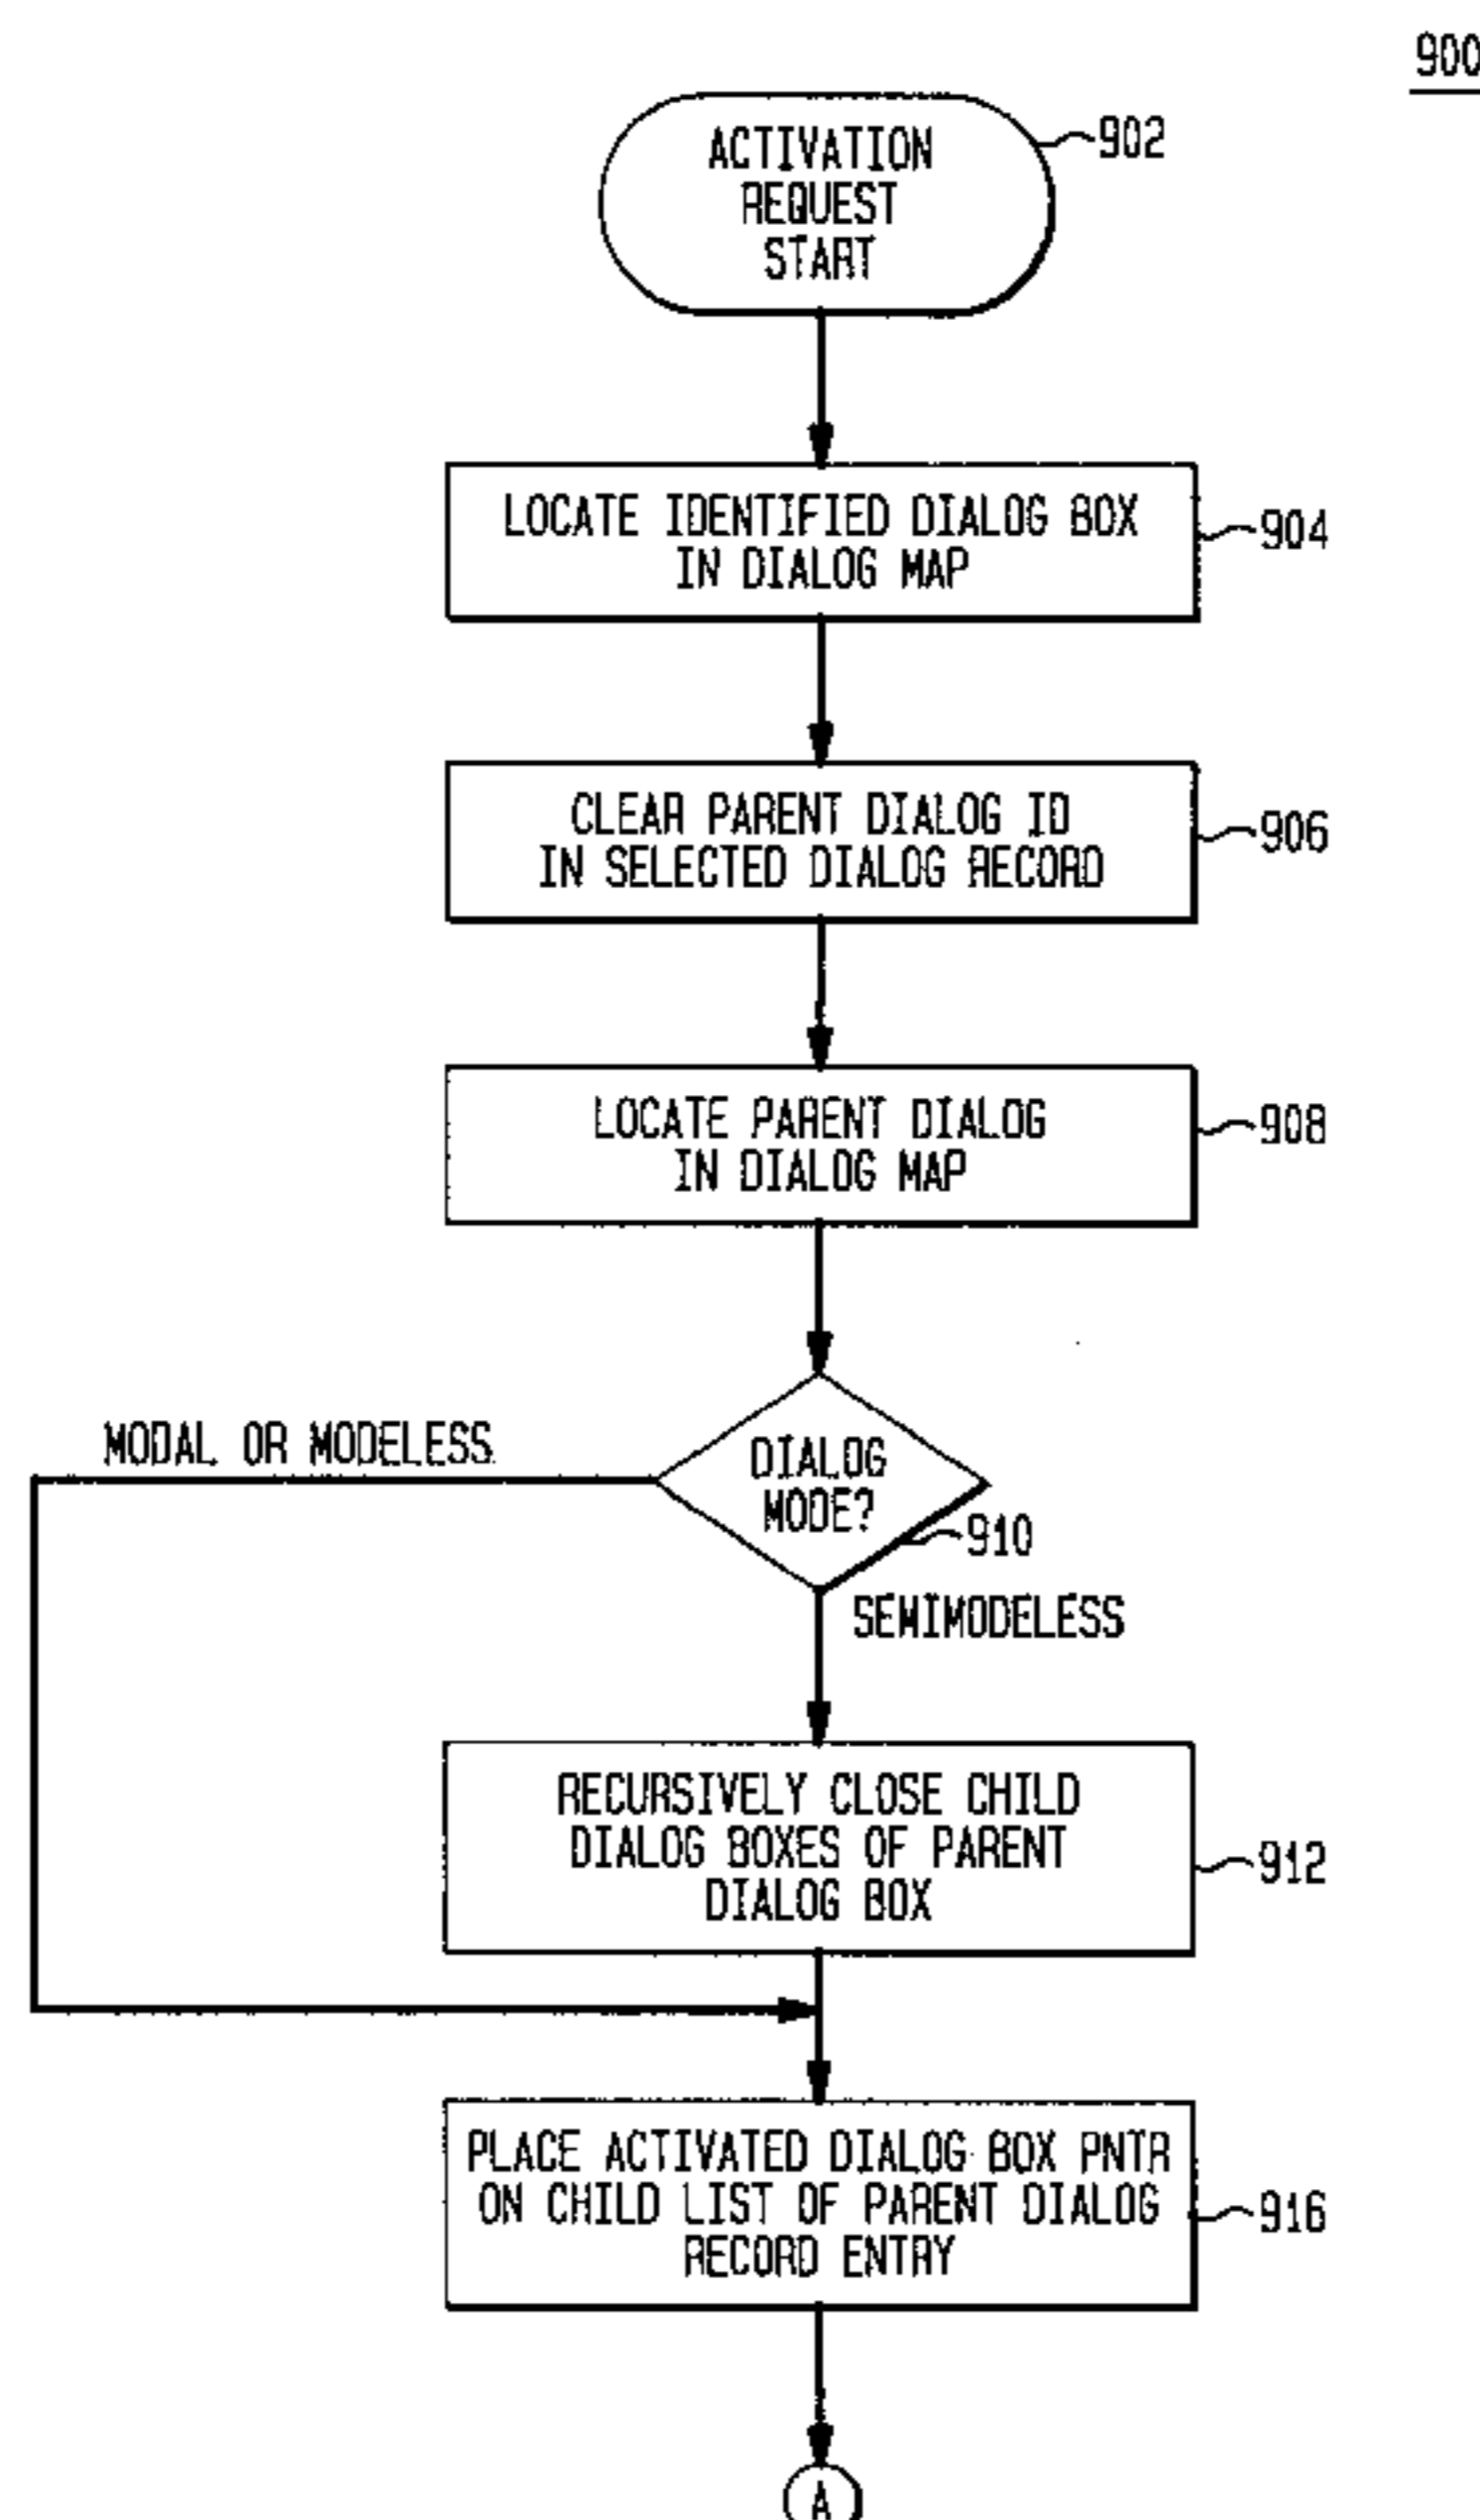 900
ACTIVATION
REQUEST
START
902
LOCATE IDENTIFIED DIALOG BOX
IN DIALOG MAP
904
CLEAR PARENT DIALOG ID
IN SELECTED DIALOG RECORD
906
LOCATE PARENT DIALOG
IN DIALOG MAP
908
MODAL OR MODELESS
DIALOG
MODE?
910
SEMIMODELESS
RECURSIVELY CLOSE CHILD
DIALOG BOXES OF PARENT
DIALOG BOX
912
PLACE ACTIVATED DIALOG BOX PNTR
ON CHILD LIST OF PARENT DIALOG
RECORD ENTRY
916
A